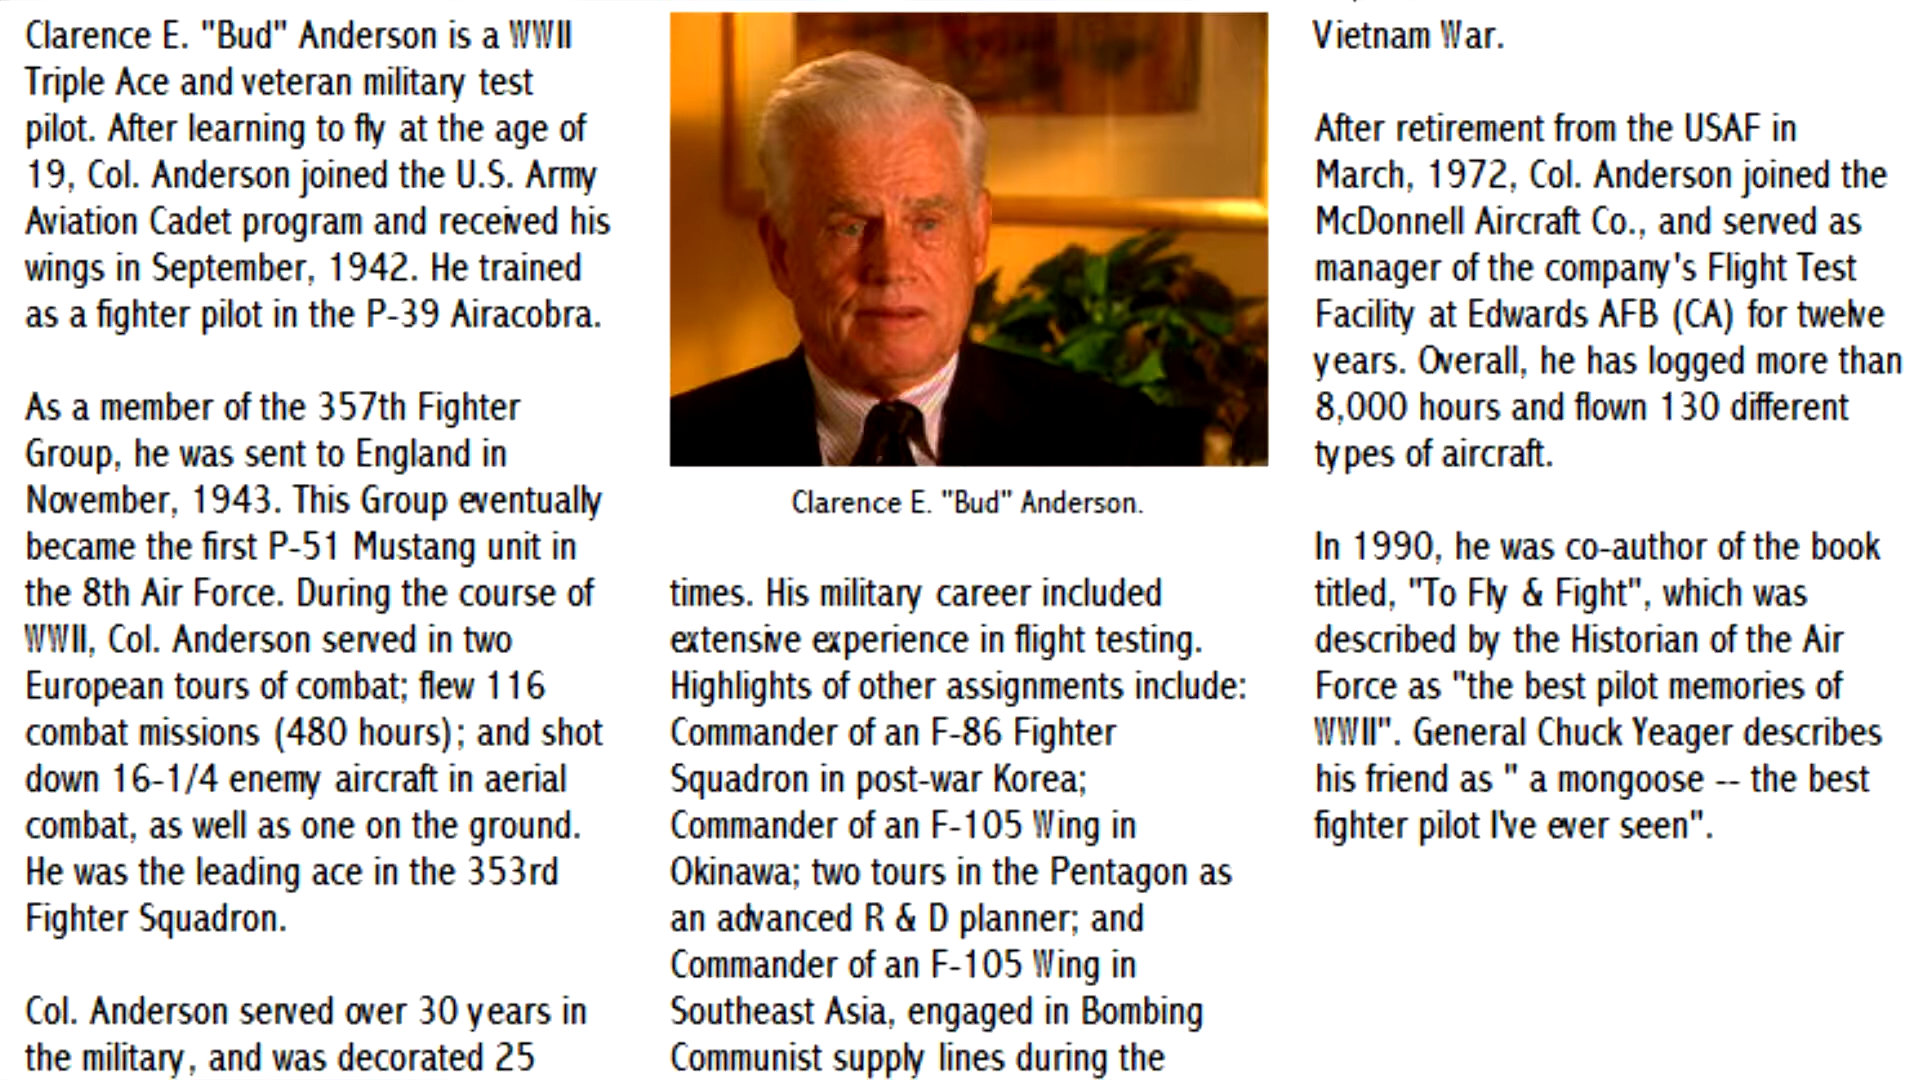 Clarence E. "Bud" Anderson is a WWII
Triple Ace and veteran military test
pilot. After learning to fly at the age of
19, Col. Anderson joined the U.S. Army
Aviation Cadet program and received his
wings in September, 1942. He trained
as a fighter pilot in the P-39 Airacobra.
As a member of the 357th Fighter
Group, he was sent to England in
November, 1943. This Group eventually
became the first P-51 Mustang unit in
the 8th Air Force. During the course of
WWII, Col. Anderson served in two
European tours of combat; flew 116
combat missions (480 hours); and shot
down 16-1/4 enemy aircraft in aerial
combat, as well as one on the ground.
He was the leading ace in the 353rd
Fighter Squadron.
Col. Anderson served over 30 years in
the military, and was decorated 25
Clarence E. "Bud" Anderson.
times. His military career included
extensive experience in flight testing.
Highlights of other assignments include:
Commander of an F-86 Fighter
Squadron in post-war Korea;
Commander of an F-105 Wing in
Okinawa; two tours in the Pentagon as
an advanced R & D planner; and
Commander of an F-105 Wing in
Southeast Asia, engaged in Bombing
Communist supply lines during the
Vietnam War.
After retirement from the USAF in
March, 1972, Col. Anderson joined the
McDonnell Aircraft Co., and served as
manager of the company's Flight Test
Facility at Edwards AFB (CA) for twelve
years. Overall, he has logged more than
8,000 hours and flown 130 different
types of aircraft.
In 1990, he was co-author of the book
titled, "To Fly & Fight", which was
described by the Historian of the Air
Force as "the best pilot memories of
WWII". General Chuck Yeager describes
his friend as " a mongoose -- the best
fighter pilot I've ever seen".